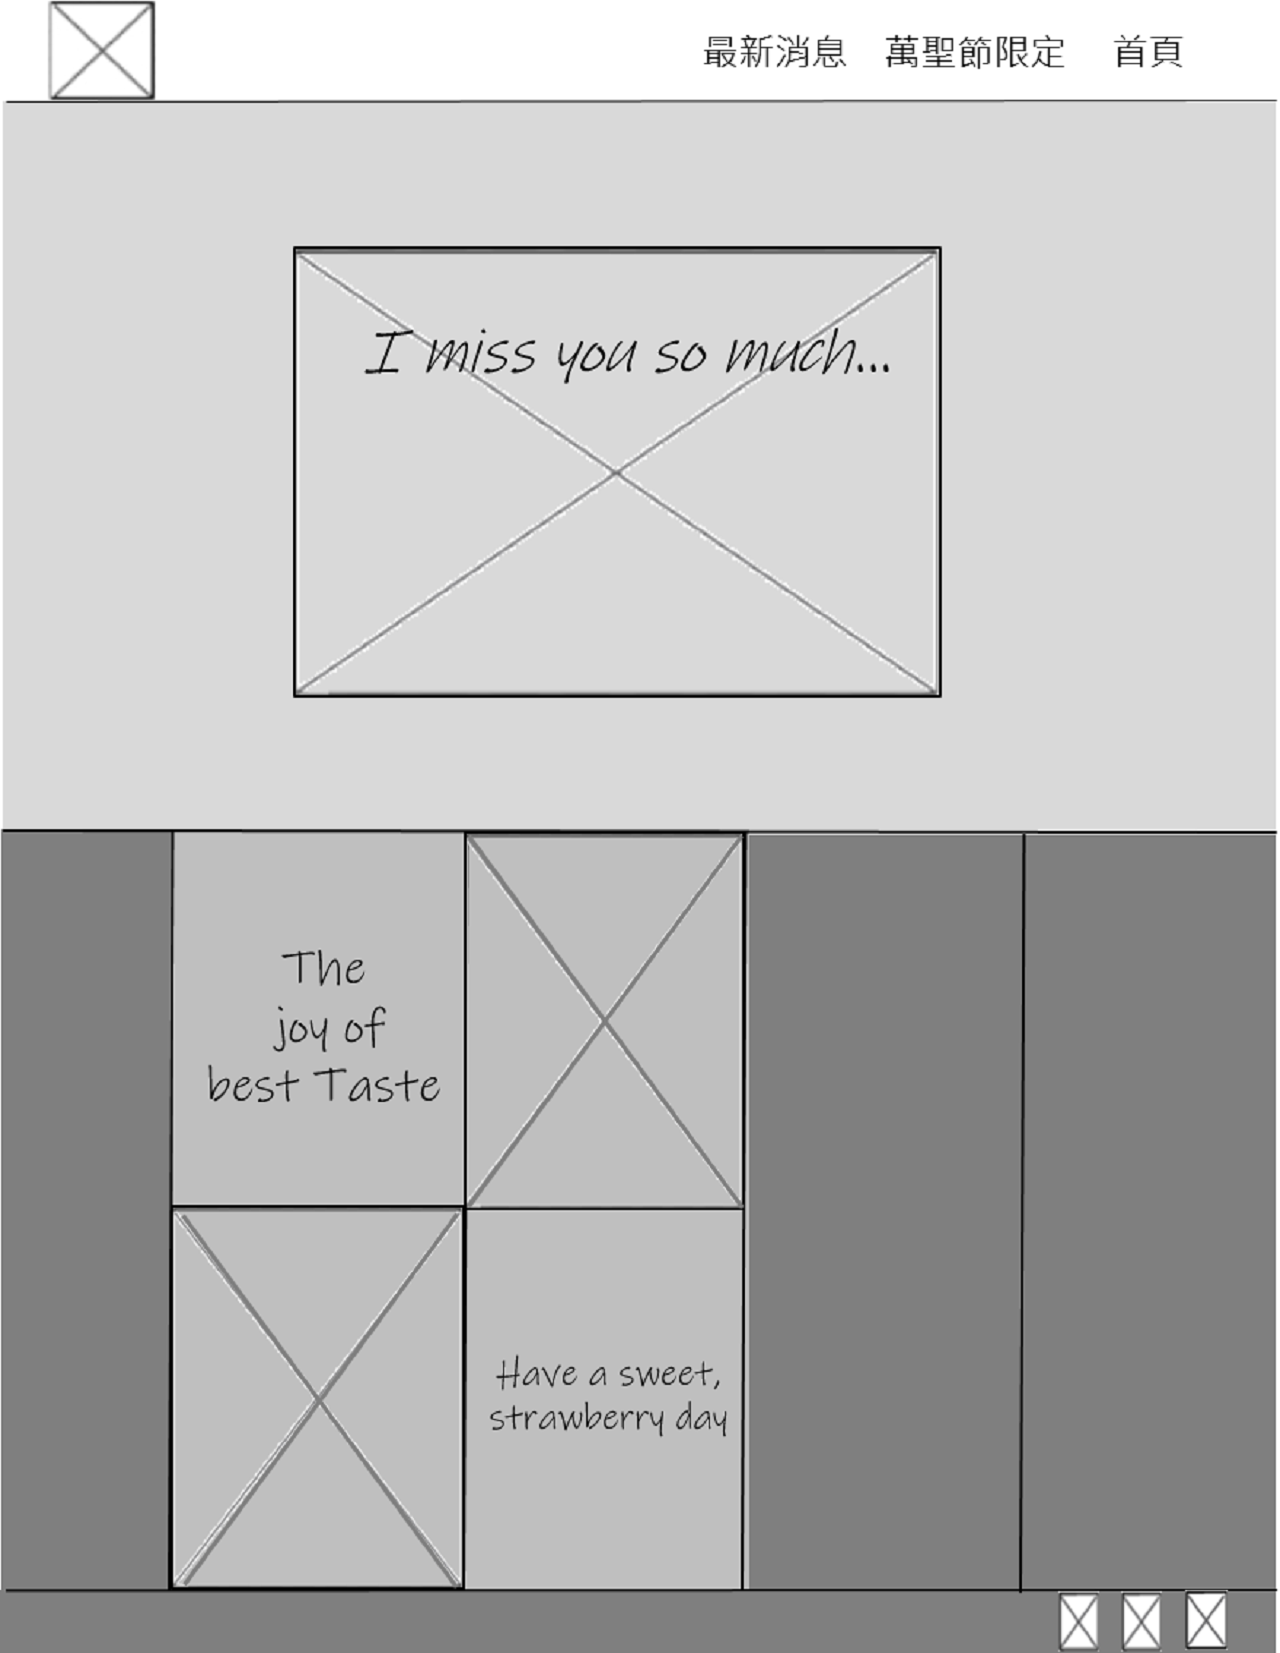 最新消息 萬聖節限定 首頁
I miss you so much...
The
joy of
best Taste
Have a sweet,
strawberry day